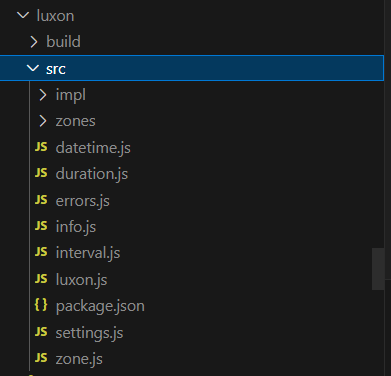 luxon
build
src
impl
zones
JS datetime.js
JS duration.js
JS errors.js
JS info.js
JS interval.js
JS luxon.js
{} package.json
JS settings.js
JS zone.js